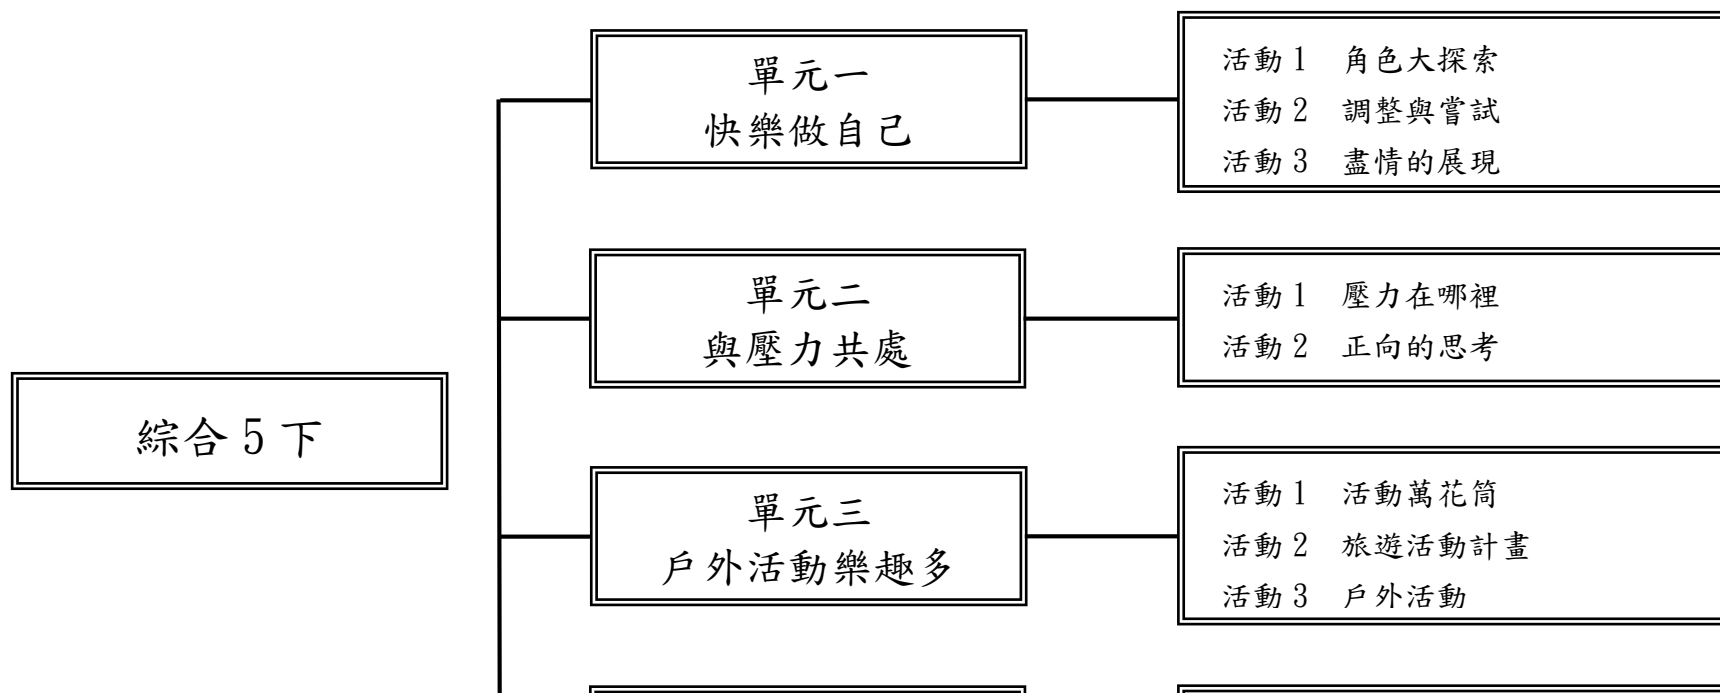 單元一
快樂做自己
活動1 角色大探索
活動2 調整與嘗試
活動3 盡情的展現
單元二
與壓力共處
活動1 壓力在哪裡
活動2 正向的思考
綜合5下
單元三
戶外活動樂趣多
活動1 活動萬花筒
活動2 旅遊活動計畫
活動3 戶外活動